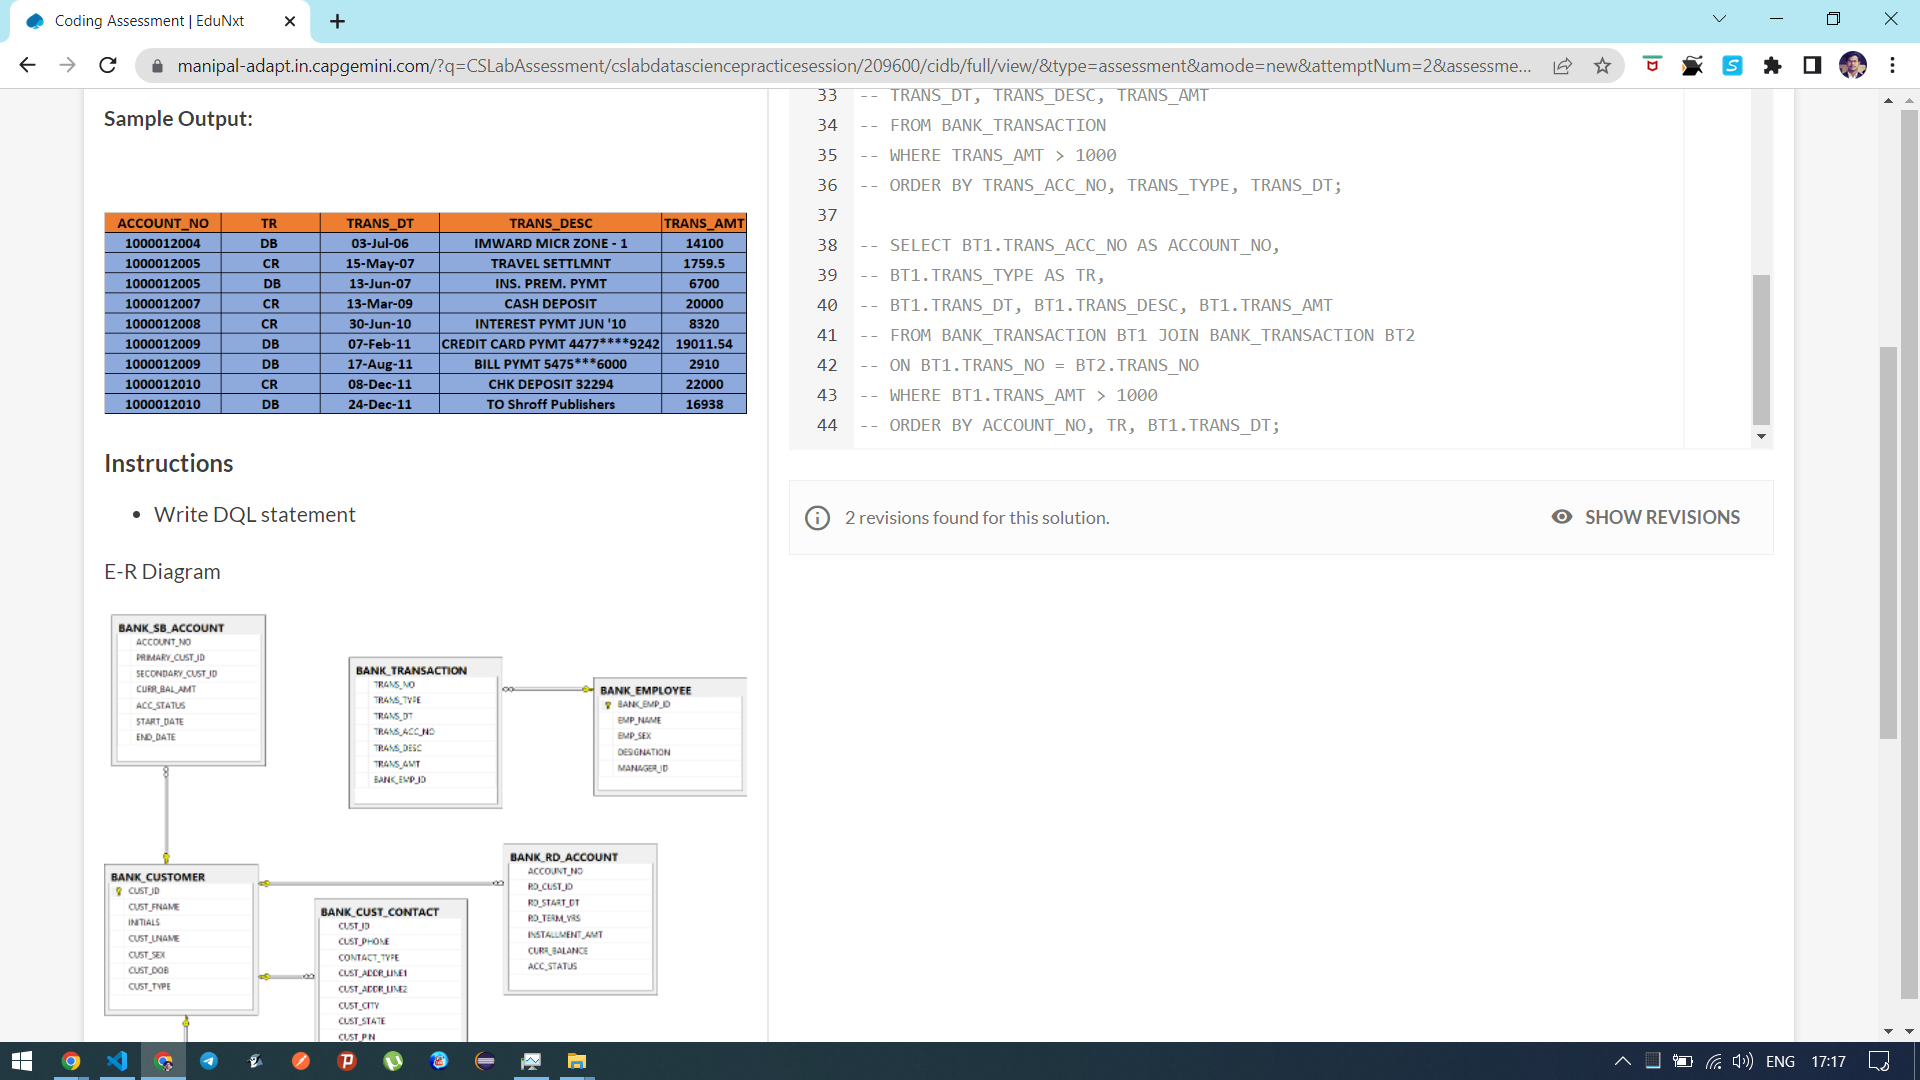 Coding Assessment | EduNxt
manipal-adapt.in.capgemini.com/?q=CSLabAssessment/cslabdatasciencepracticesession/209600/cidb/full/view/&type=assessment&amode=new&attemptNum=2&assessme...
Sample Output:
ACCOUNT_NO TR TRANS_DT TRANS_DESC TRANS_AMT
1000012004 DB 03-Jul-06 IMWARD MICR ZONE - 1 14100
1000012005 CR 15-May-07 TRAVEL SETTLMNT 1759.5
1000012005 DB 13-Jun-07 INS. PREM. PYMT 6700
1000012007 CR 13-Mar-09 CASH DEPOSIT 20000
1000012008 CR 30-Jun-10 INTEREST PYMT JUN '10 8320
1000012009 DB 07-Feb-11 CREDIT CARD PYMT 4477****9242 19011.54
1000012009 DB 17-Aug-11 BILL PYMT 5475***6000 2910
1000012010 CR 08-Dec-11 CHK DEPOSIT 32294 22000
1000012010 DB 24-Dec-11 TO Shroff Publishers 16938
Instructions
• Write DQL statement
E-R Diagram
BANK_SB_ACCOUNT
ACCOUNT_NO
PRIMARY_CUST_ID
SECONDARY_CUST_ID
CURR_BAL_AMT
ACC_STATUS
START_DATE
END_DATE
BANK_TRANSACTION
TRANS_NO
TRANS_TYPE
TRANS_DT
TRANS_ACC_NO
TRANS_DESC
TRANS_AMT
BANK_EMP_ID
BANK_EMPLOYEE
BANK_EMP_ID
EMP_NAME
EMP_SEX
DESIGNATION
MANAGER_ID
BANK_CUSTOMER
CUST_ID
CUST_FNAME
INITIALS
CUST_LNAME
CUST_SEX
CUST_DOB
CUST_TYPE
BANK_CUST_CONTACT
CUST_ID
CUST_PHONE
CONTACT_TYPE
CUST_ADDR_LINE1
CUST_ADDR_LINE2
CUST_CITY
CUST_STATE
CUST_PIN
BANK_RD_ACCOUNT
ACCOUNT_NO
RD_CUST_ID
RD_START_DT
RD_TERM_YRS
INSTALLMENT_AMT
CURR_BALANCE
ACC_STATUS
33 -- TRANS_DT, TRANS_DESC, TRANS_AMT
34 -- FROM BANK_TRANSACTION
35 -- WHERE TRANS_AMT > 1000
36 -- ORDER BY TRANS_ACC_NO, TRANS_TYPE, TRANS_DT;
37
38 -- SELECT BT1.TRANS_ACC_NO AS ACCOUNT_NO,
39 -- BT1.TRANS_TYPE AS TR,
40 -- BT1.TRANS_DT, BT1.TRANS_DESC, BT1.TRANS_AMT
41 -- FROM BANK_TRANSACTION BT1 JOIN BANK_TRANSACTION BT2
42 -- ON BT1.TRANS_NO = BT2.TRANS_NO
43 -- WHERE BT1.TRANS_AMT > 1000
44 -- ORDER BY ACCOUNT_NO, TR, BT1.TRANS_DT;
2 revisions found for this solution.
SHOW REVISIONS
ENG 17:17